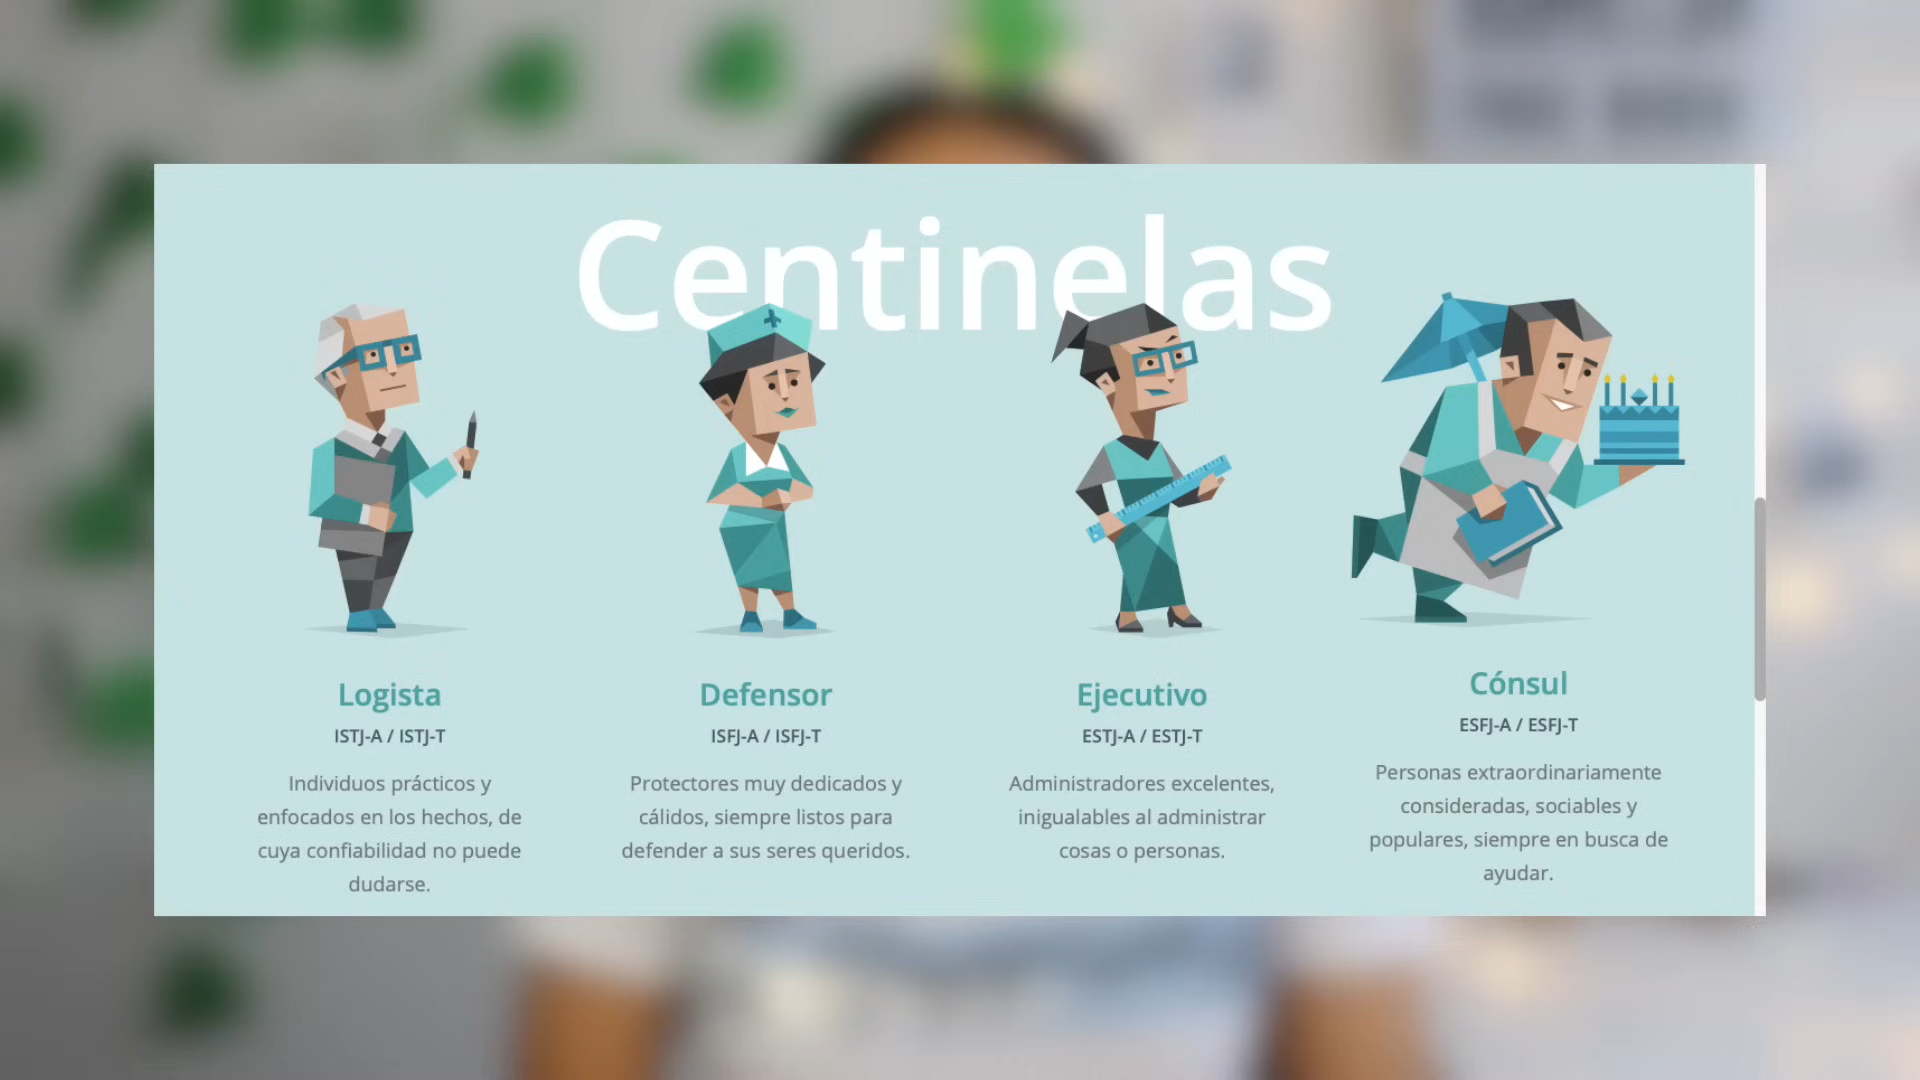 Centinelas
Logista
ISTJ-A / ISTJ-T
Individuos prácticos y
enfocados en los hechos, de
cuya confiabilidad no puede
dudarse.
Defensor
ISFJ-A / ISFJ-T
Protectores muy dedicados y
cálidos, siempre listos para
defender a sus seres queridos.
Ejecutivo
ESTJ-A / ESTJ-T
Administradores excelentes,
inigualables al administrar
cosas o personas.
Cónsul
ESFJ-A / ESFJ-T
Personas extraordinariamente
consideradas, sociables y
populares, siempre en busca de
ayudar.